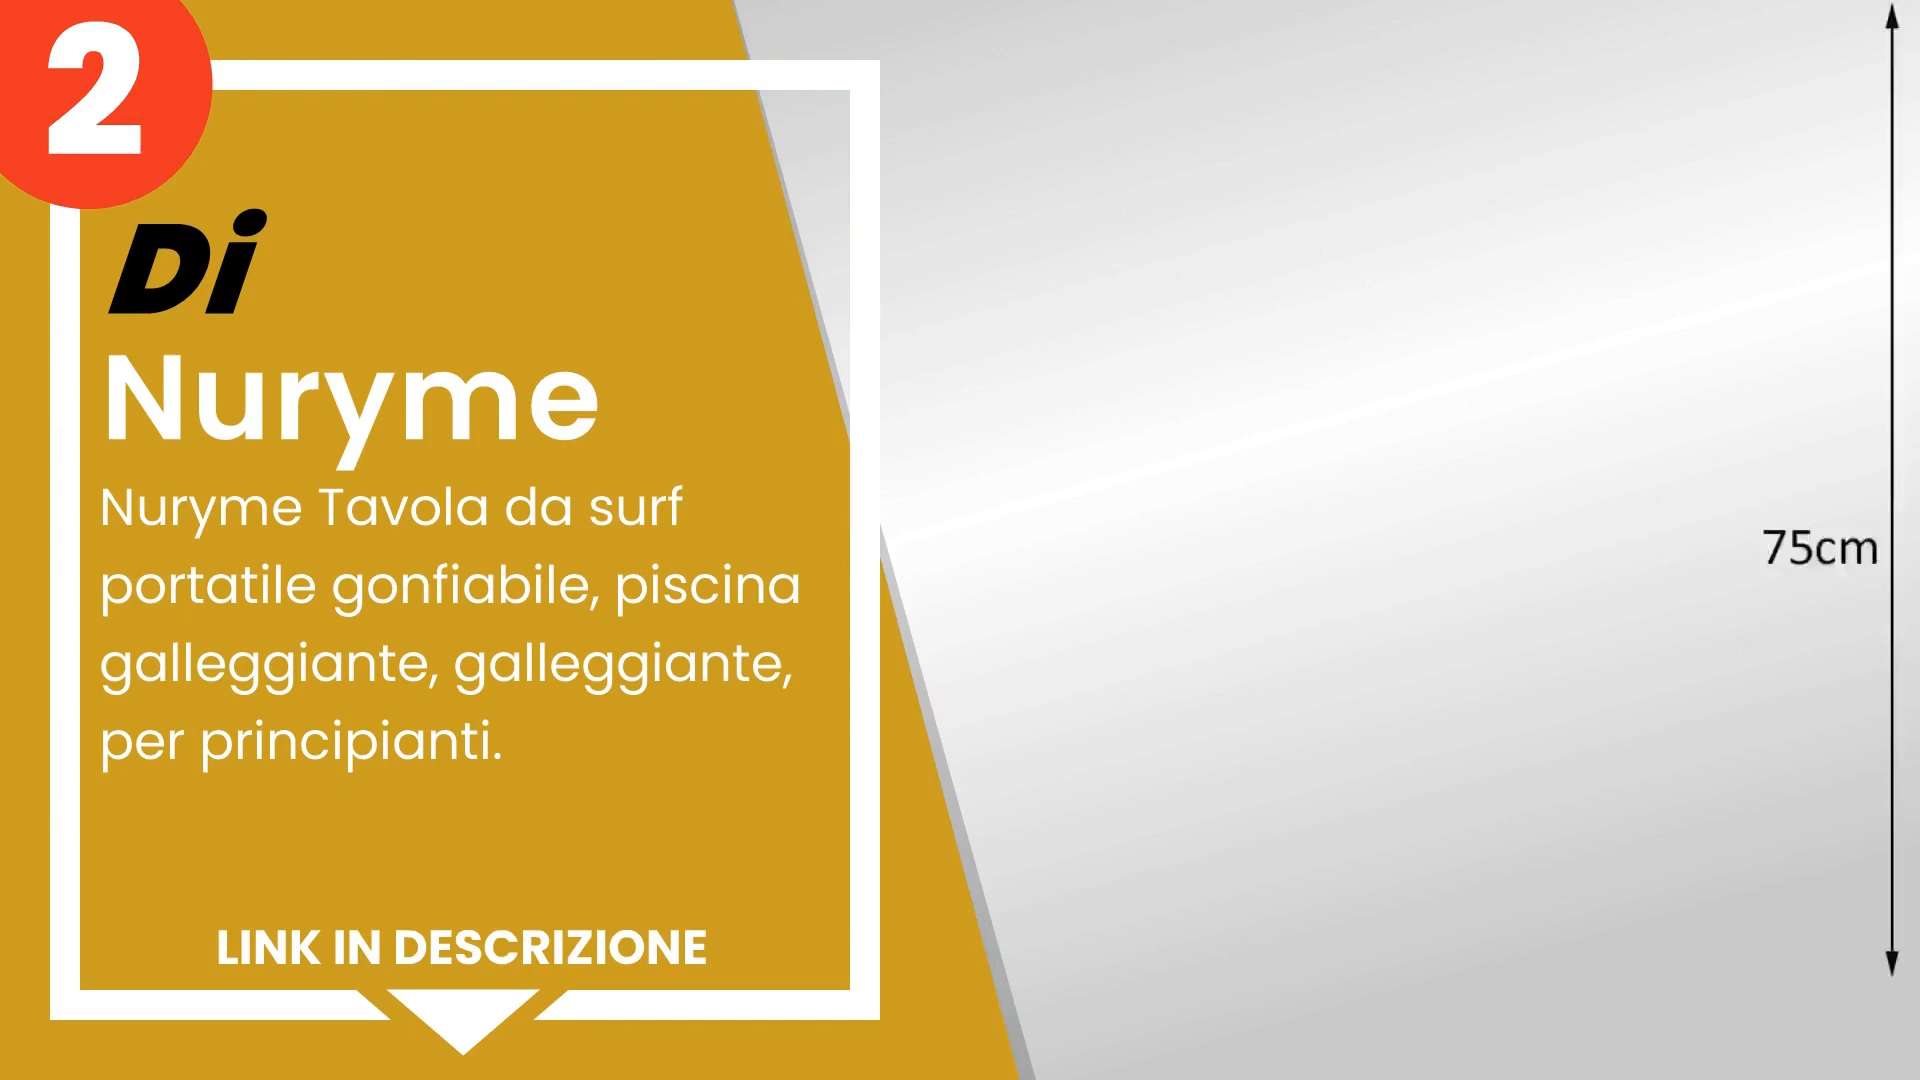 2
Di
Nuryme
Nuryme Tavola da surf
portatile gonfiabile, piscina
galleggiante, galleggiante,
per principianti.
LINK IN DESCRIZIONE
75cm